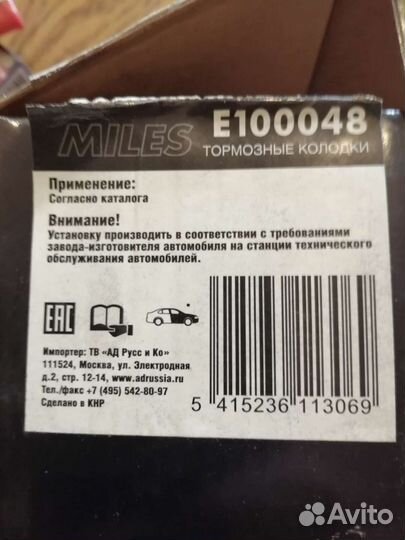 MILES E100048
ТОРМОЗНЫЕ КОЛОДКИ
Применение:
Согласно каталога
Внимание!
Установку производить в соответствии с требованиями
завода-изготовителя автомобиля на станции технического
обслуживания автомобилей.
EAC
Импортер: ТВ «АД Русс и Ко»
111524, Москва, ул. Электродная
д.2, стр. 12-14, www.adrussia.ru
Тел./факс +7 (495) 542-80-97
Сделано в КНР
5 415236 113069
Avito